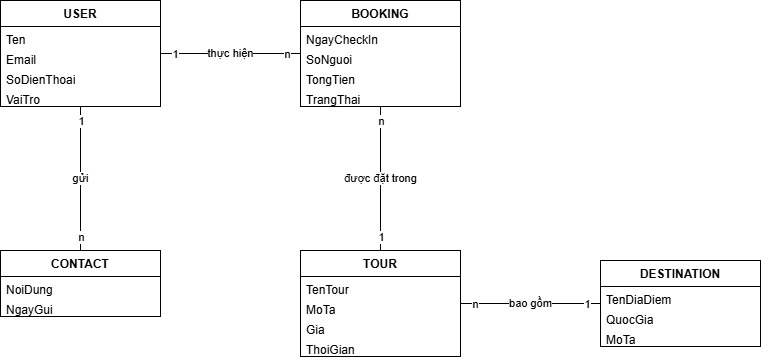 USER
Ten
Email
SoDienThoai
VaiTro
1
thực hiện
n
BOOKING
NgayCheckIn
SoNguoi
TongTien
TrangThai
1
gửi
n
n
được đặt trong
1
CONTACT
NoiDung
NgayGui
TOUR
TenTour
MoTa
Gia
ThoiGian
n
bao gồm
1
DESTINATION
TenDiaDiem
QuocGia
MoTa